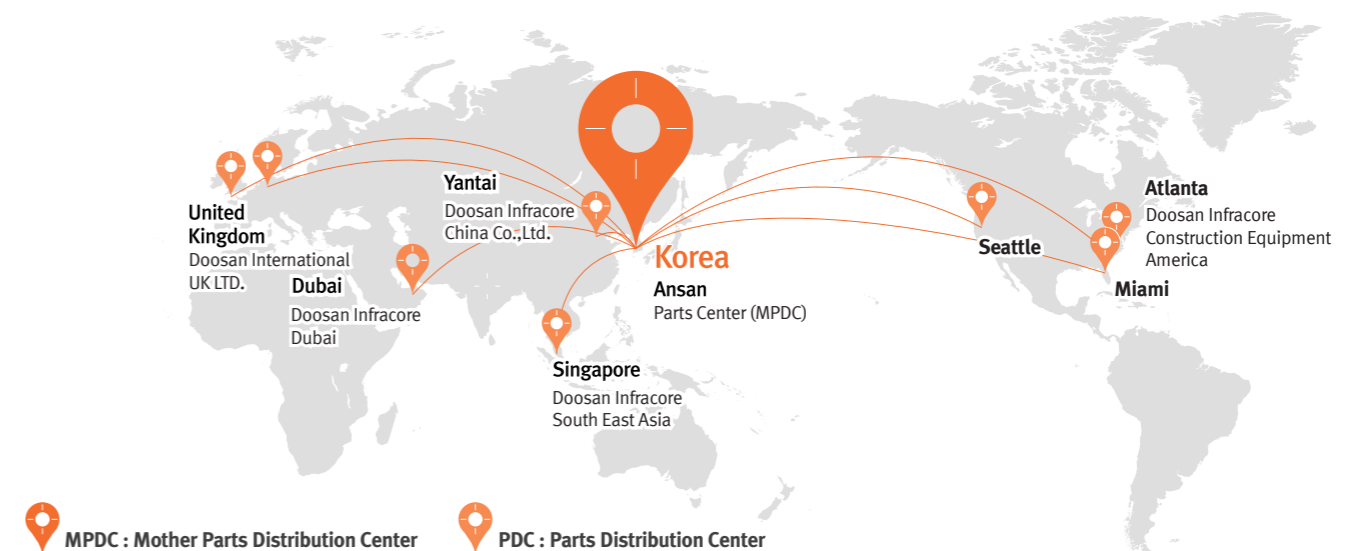 United
Kingdom
Doosan International
UK LTD.
Dubai
Doosan Infracore
Dubai
Yantai
Doosan Infracore
China Co.,Ltd.
Korea
Ansan
Parts Center (MPDC)
Singapore
Doosan Infracore
South East Asia
Seattle
Atlanta
Doosan Infracore
Construction Equipment
America
Miami
MPDC : Mother Parts Distribution Center
PDC : Parts Distribution Center